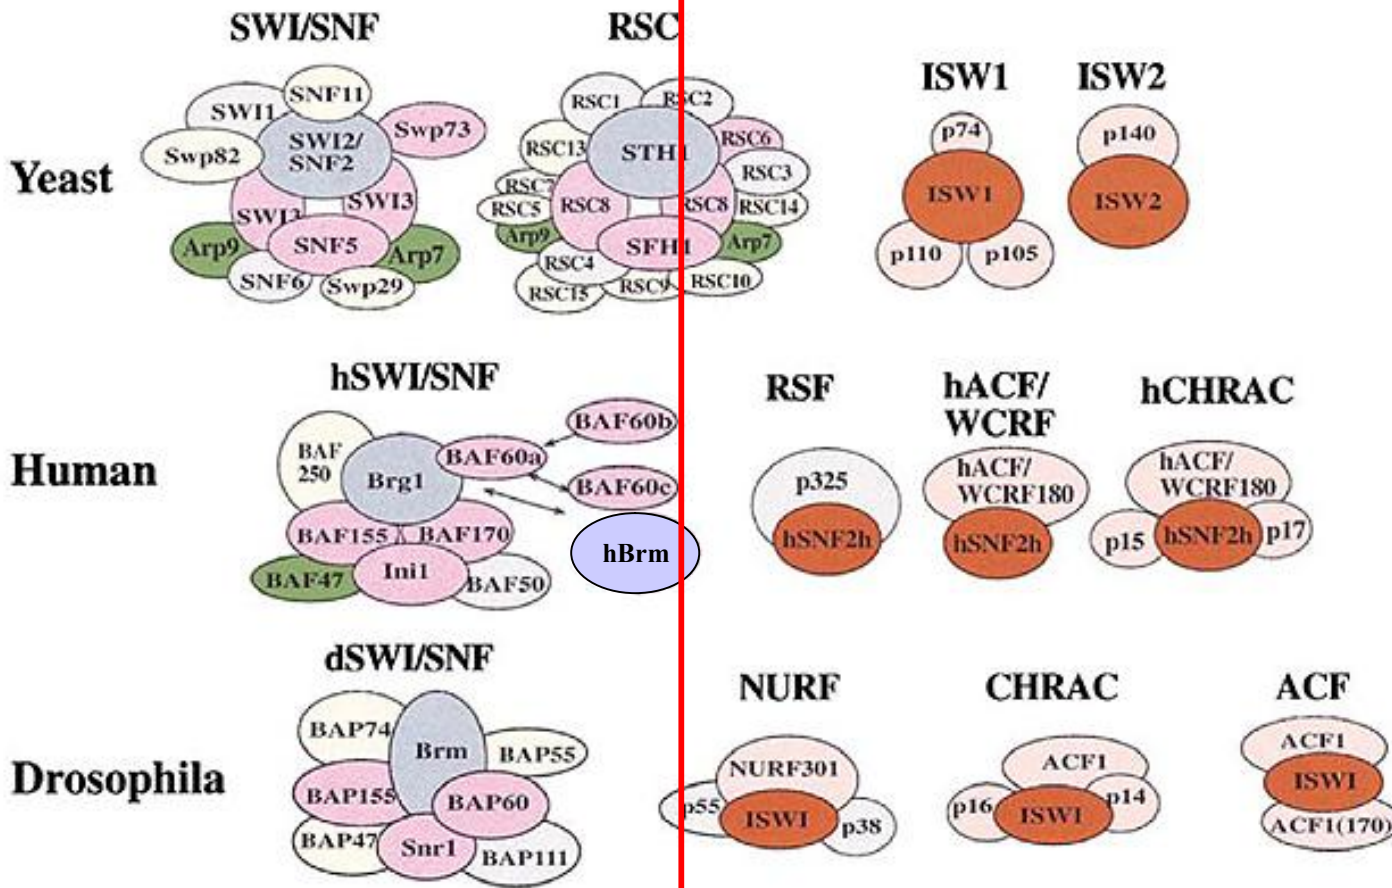 SWI/SNF
RSC
ISW1
ISW2
Yeast
SNF11
SWI1
SWI2/
SNF2
Swp73
Swp82
SWI3
SWI3
SNF5
Arp9
Arp7
SNF6
Swp29
RSC1
RSC2
RSC13
STH1
RSC6
RSC3
RSC7
RSC5
RSC8
RSC8
RSC14
Arp9
SFH1
Arp7
RSC4
RSC15
RSC9
RSC10
p74
ISW1
p110
p105
p140
ISW2
Human
hSWI/SNF
RSF
hACF/
WCRF
hCHRAC
BAF
250
Brg1
BAF60a
BAF60b
BAF60c
hBrm
BAF155
BAF170
BAF47
Ini1
BAF50
p325
hSNF2h
hACF/
WCRF180
hSNF2h
hACF/
WCRF180
p15
hSNF2h
p17
Drosophila
dSWI/SNF
NURF
CHRAC
ACF
BAP74
Brm
BAP55
BAP155
BAP60
BAP47
Snr1
BAP111
NURF301
p55
ISWI
p38
ACF1
p16
ISWI
p14
ACF1
ISWI
ACF1(170)